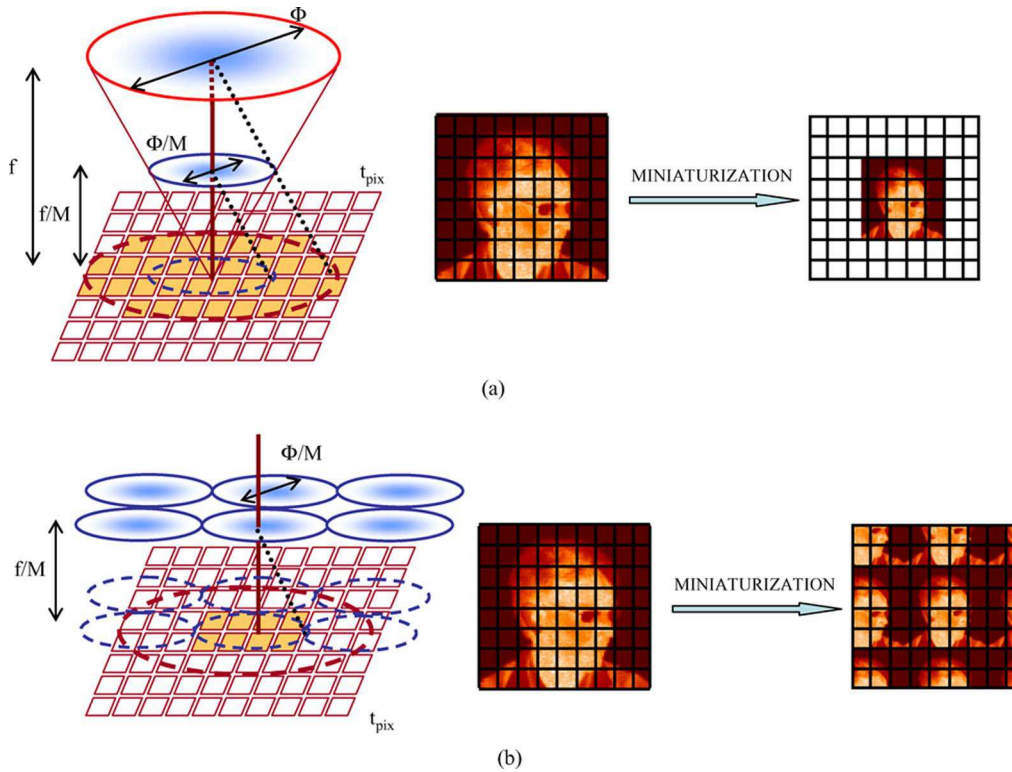 Φ
f
Φ/M
f/M
t_pix
MINIATURIZATION
(a)
Φ/M
f/M
t_pix
MINIATURIZATION
(b)